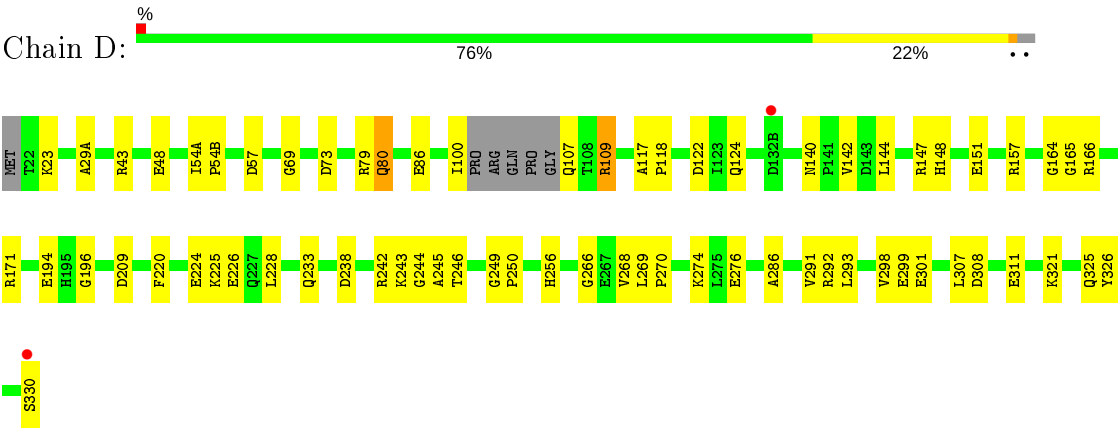 %
Chain D:
76% 22% • •
MET T22 K23 A29A R43 E48 I54A P54B D57 G69 D73 R79 Q80 E86 I100 PRO ARG GLN PRO GLY Q107 T108 R109 A117 P118 D122 I123 Q124 D132B N140 P141 V142 D143 L144 R147 H148 E151 R157 G164 G165 R166
R171 E194 H195 G196 D209 F220 E224 K225 E226 Q227 L228 Q233 D238 R242 K243 G244 A245 T246 G249 P250 H256 G266 E267 V268 L269 P270 K274 L275 E276 A286 V291 R292 L293 V298 E299 E301 L307 D308 E311 K321 Q325 Y326
S330